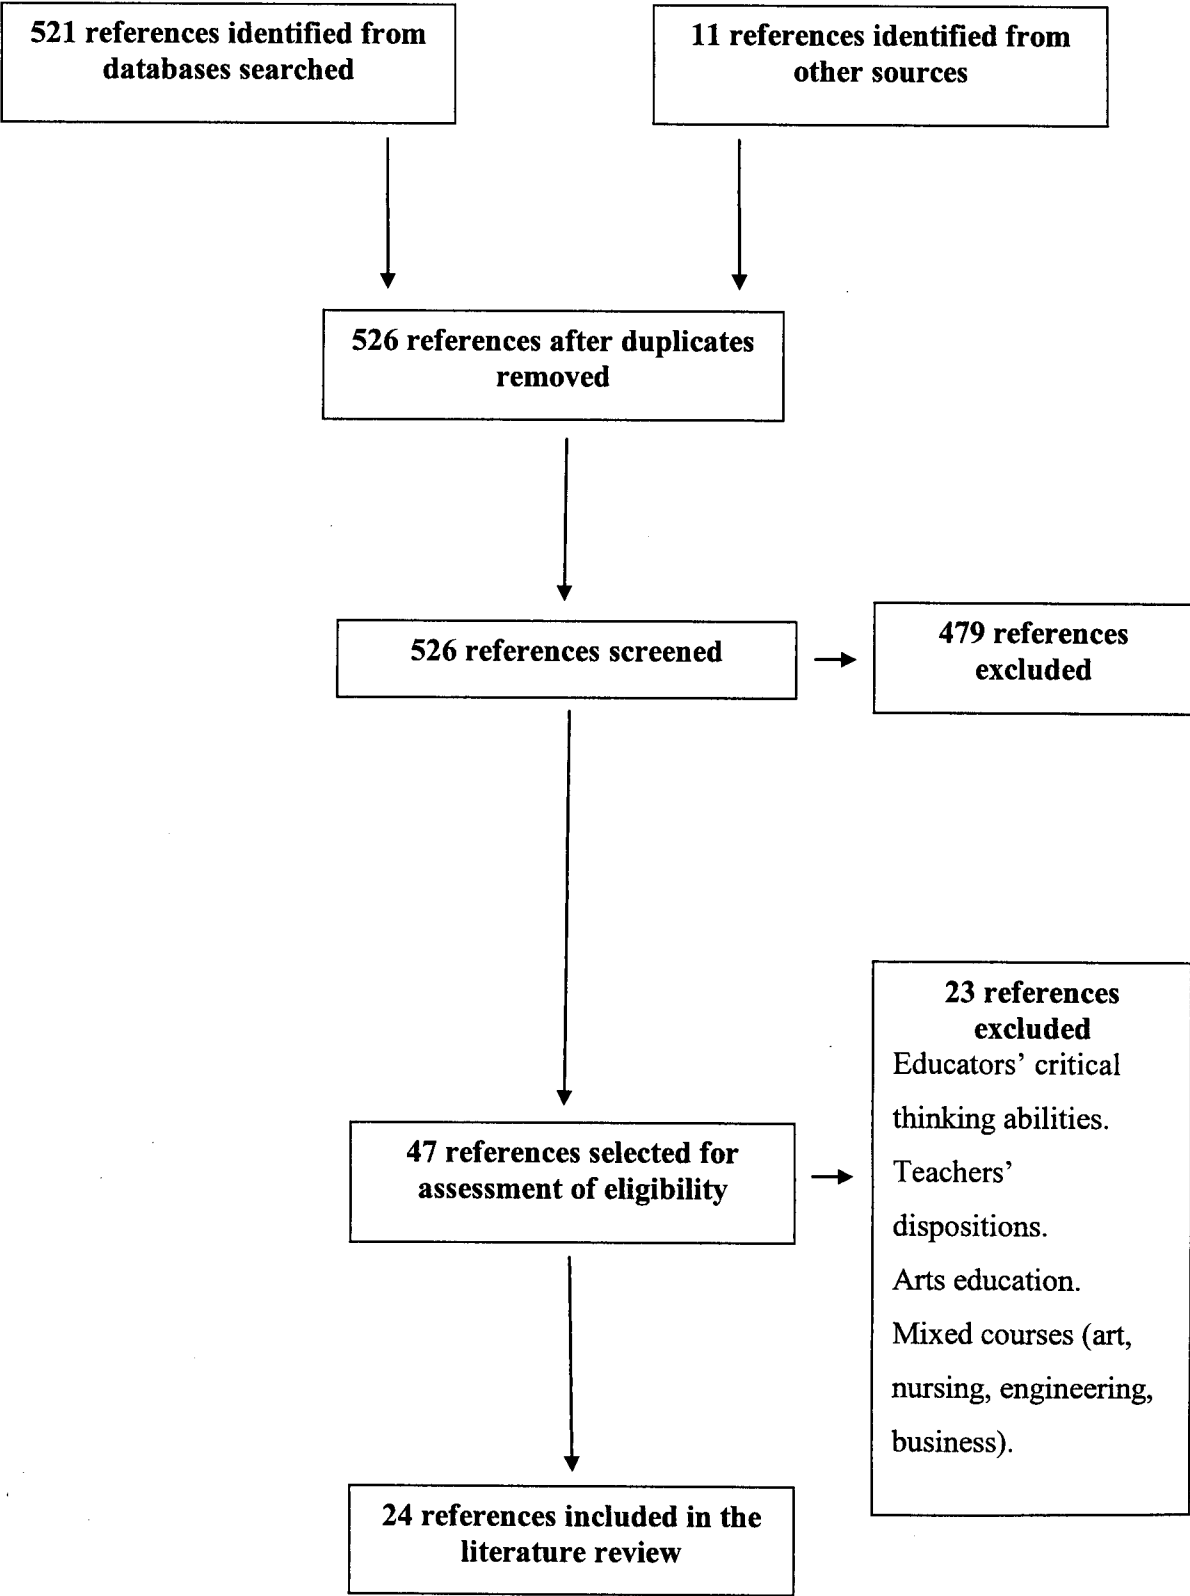 521 references identified from
databases searched
11 references identified from
other sources
526 references after duplicates
removed
526 references screened
479 references
excluded
47 references selected for
assessment of eligibility
23 references
excluded
Educators’ critical
thinking abilities.
Teachers’
dispositions.
Arts education.
Mixed courses (art,
nursing, engineering,
business).
24 references included in the
literature review